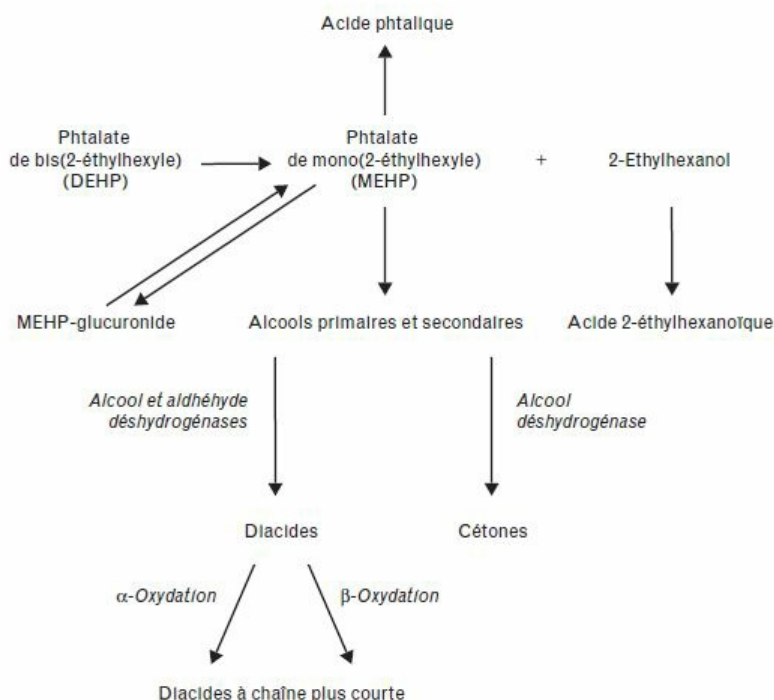 Acide phtalique
Phtalate
de bis(2-éthylhexyle)
(DEHP)
Phtalate
de mono(2-éthylhexyle)
(MEHP)
+
2-Ethylhexanol
MEHP-glucuronide
Alcools primaires et secondaires
Acide 2-éthylhexanoïque
Alcool et aldhéhyde
déshydrogénases
Alcool
déshydrogénase
Diacides
Cétones
α-Oxydation
β-Oxydation
Diacides à chaîne plus courte